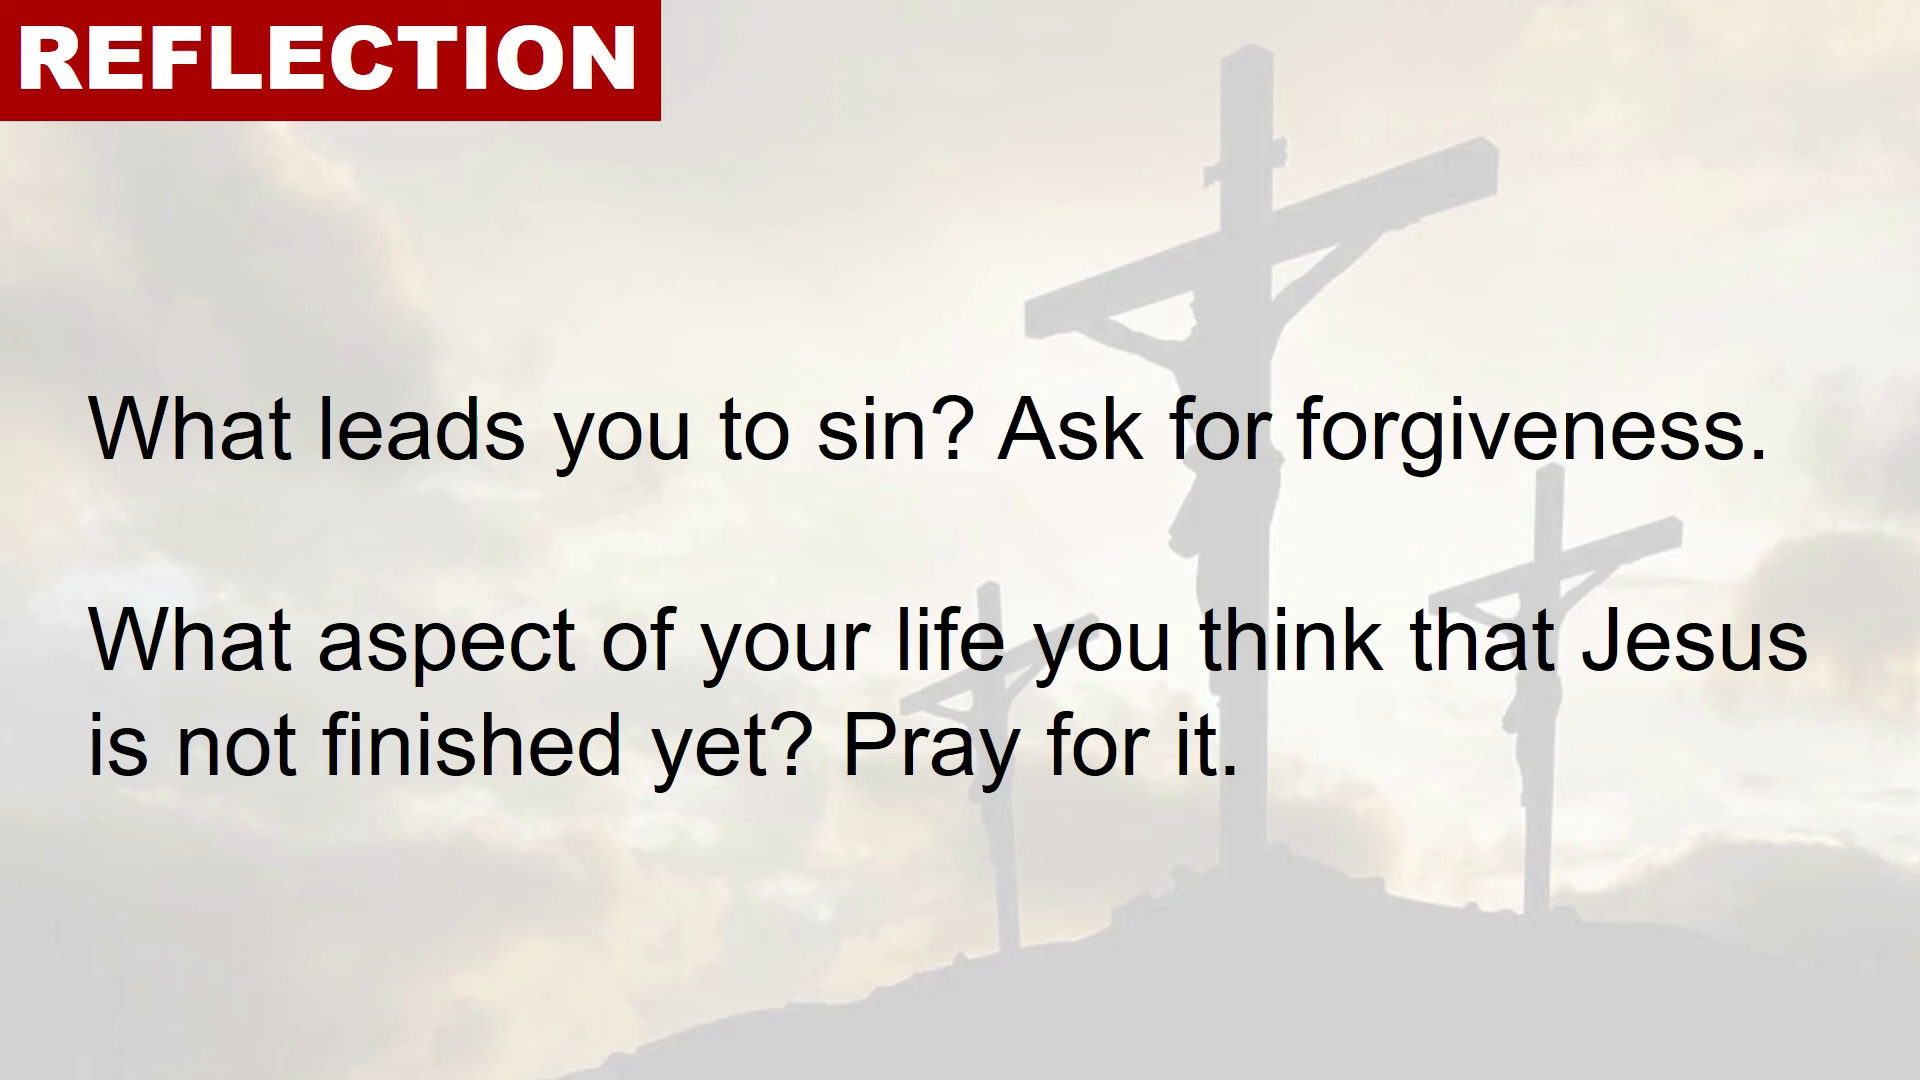 REFLECTION
What leads you to sin? Ask for forgiveness.
What aspect of your life you think that Jesus
is not finished yet? Pray for it.